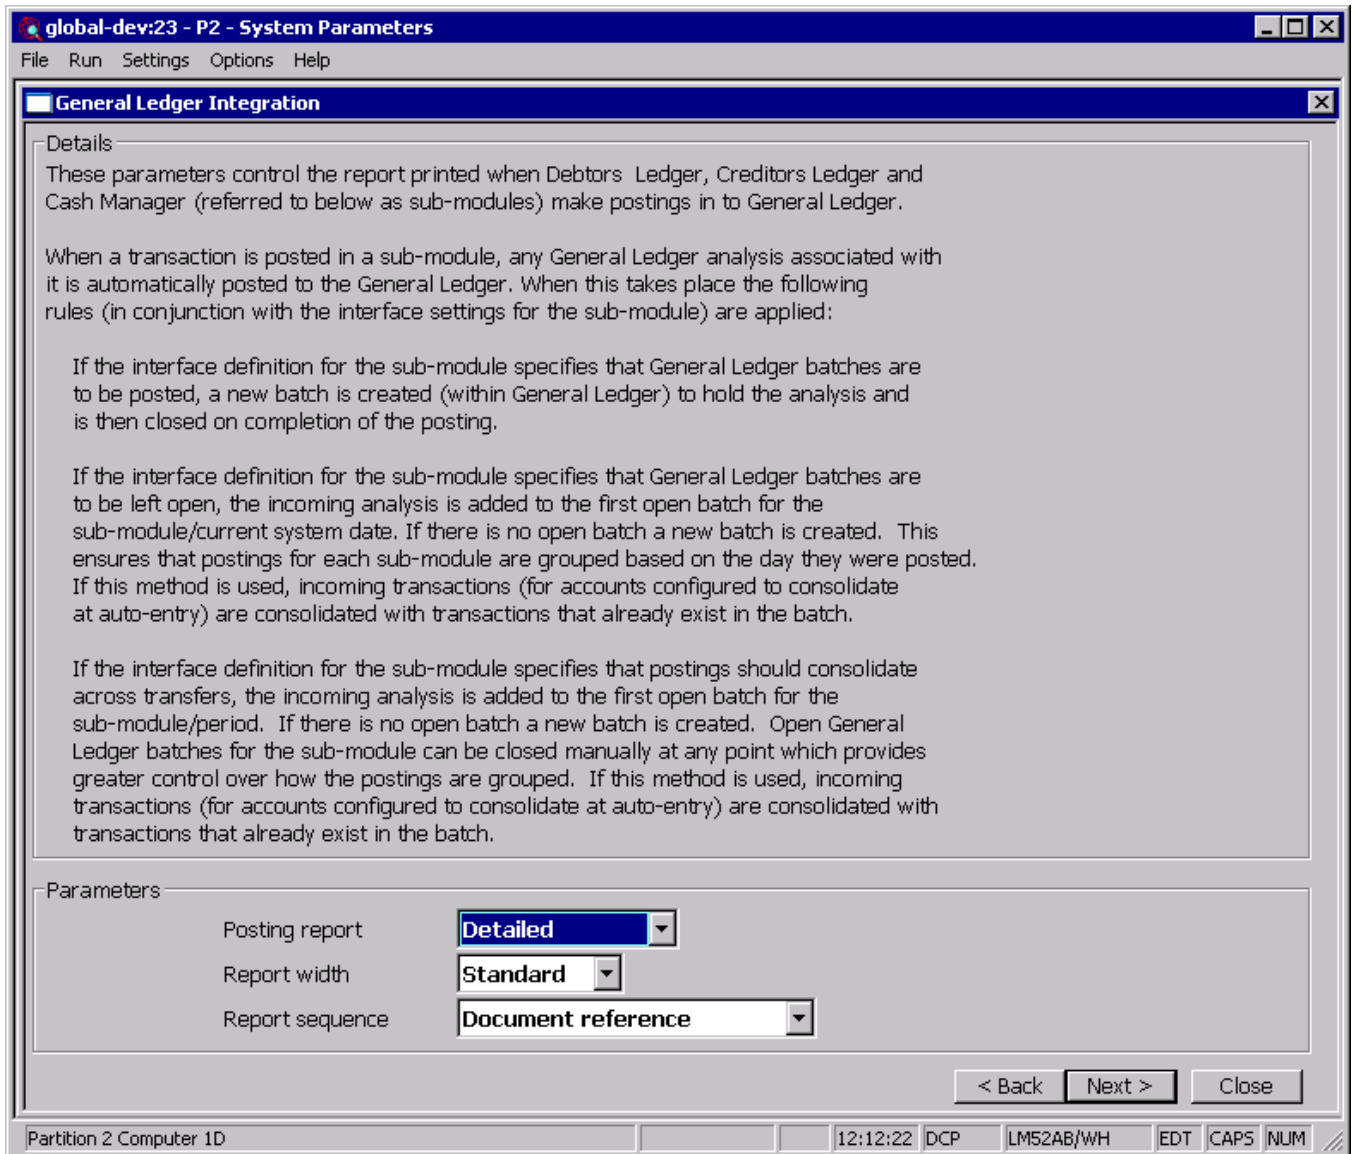 global-dev:23 - P2 - System Parameters
File Run Settings Options Help
General Ledger Integration
Details
These parameters control the report printed when Debtors  Ledger, Creditors Ledger and
Cash Manager (referred to below as sub-modules) make postings in to General Ledger.
When a transaction is posted in a sub-module, any General Ledger analysis associated with
it is automatically posted to the General Ledger. When this takes place the following
rules (in conjunction with the interface settings for the sub-module) are applied:
If the interface definition for the sub-module specifies that General Ledger batches are
to be posted, a new batch is created (within General Ledger) to hold the analysis and
is then closed on completion of the posting.
If the interface definition for the sub-module specifies that General Ledger batches are
to be left open, the incoming analysis is added to the first open batch for the
sub-module/current system date. If there is no open batch a new batch is created.  This
ensures that postings for each sub-module are grouped based on the day they were posted.
If this method is used, incoming transactions (for accounts configured to consolidate
at auto-entry) are consolidated with transactions that already exist in the batch.
If the interface definition for the sub-module specifies that postings should consolidate
across transfers, the incoming analysis is added to the first open batch for the
sub-module/period.  If there is no open batch a new batch is created.  Open General
Ledger batches for the sub-module can be closed manually at any point which provides
greater control over how the postings are grouped.  If this method is used, incoming
transactions (for accounts configured to consolidate at auto-entry) are consolidated with
transactions that already exist in the batch.
Parameters
Posting report Detailed
Report width Standard
Report sequence Document reference
< Back Next > Close
Partition 2 Computer 1D 12:12:22 DCP LM52AB/WH EDT CAPS NUM